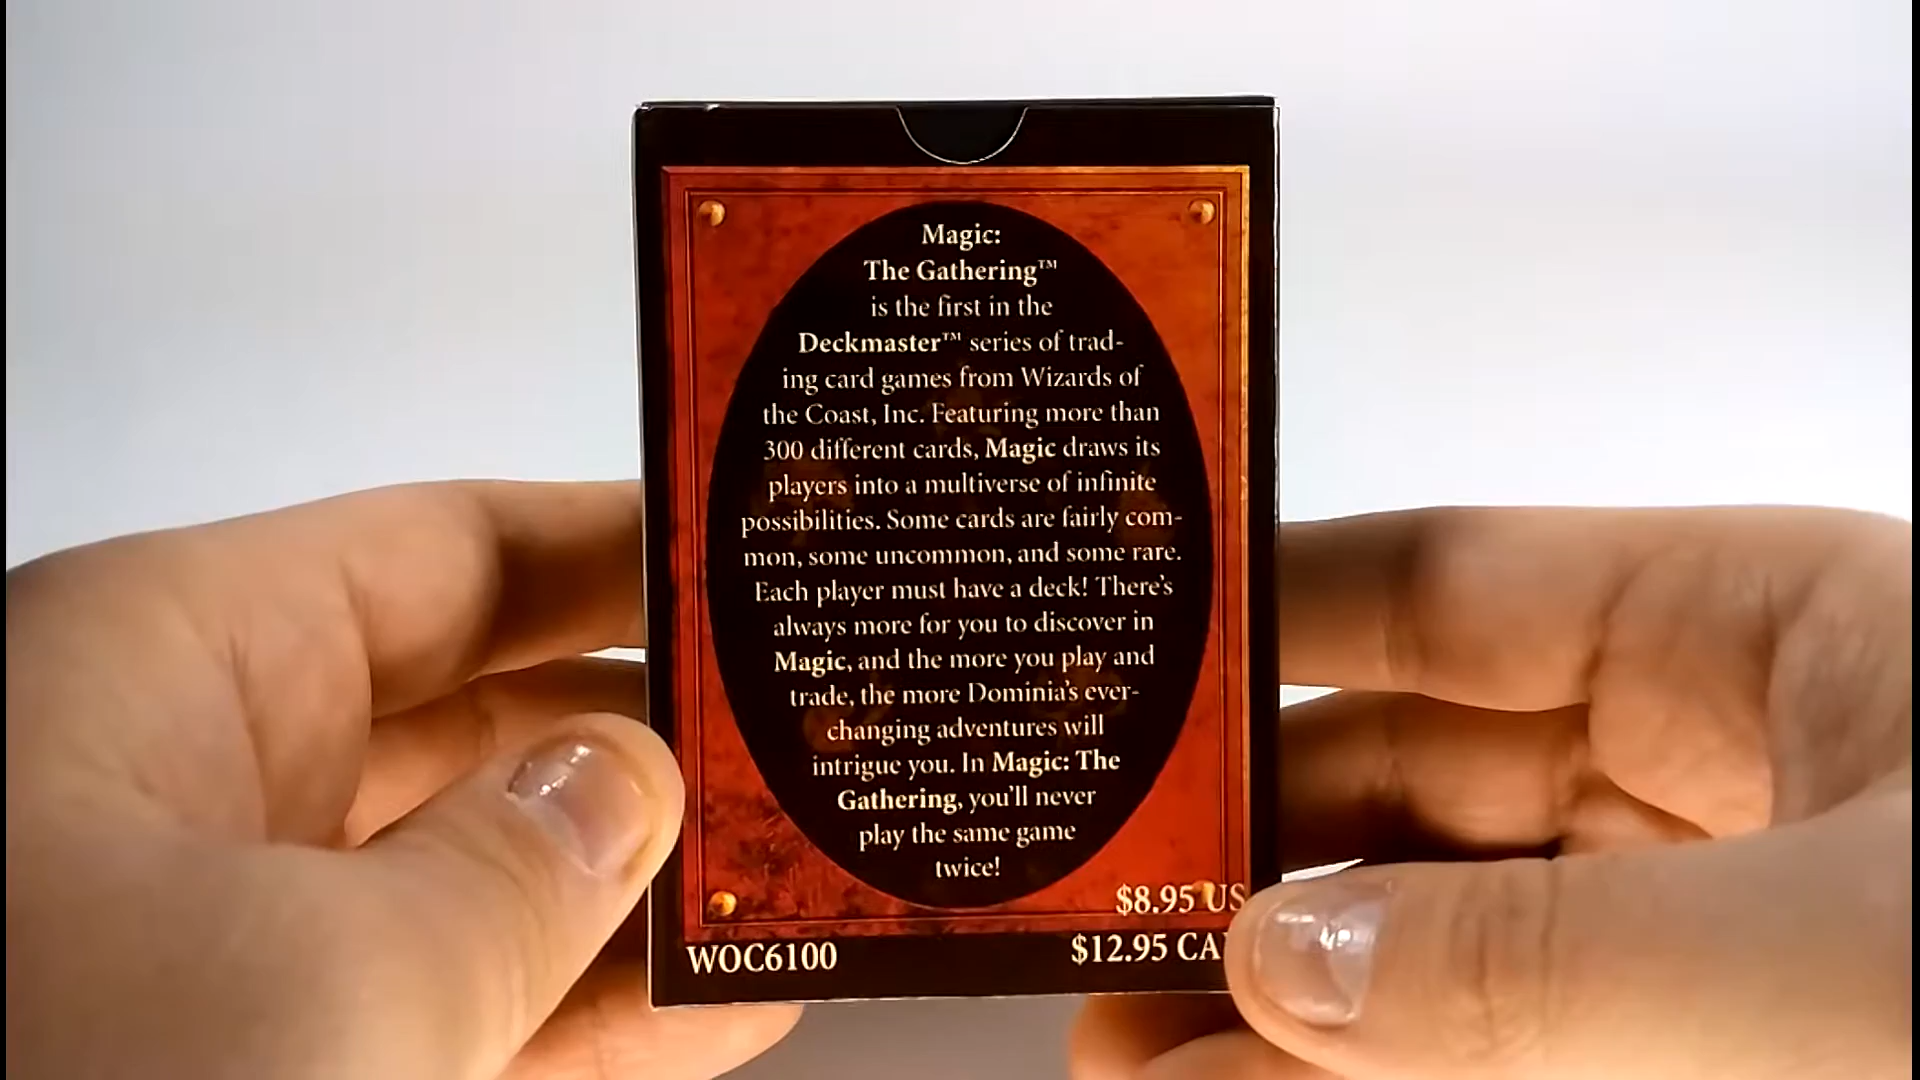 Magic:
The Gathering™
is the first in the
Deckmaster™ series of trad-
ing card games from Wizards of
the Coast, Inc. Featuring more than
300 different cards, Magic draws its
players into a multiverse of infinite
possibilities. Some cards are fairly com-
mon, some uncommon, and some rare.
Each player must have a deck! There's
always more for you to discover in
Magic, and the more you play and
trade, the more Dominia's ever-
changing adventures will
intrigue you. In Magic: The
Gathering, you'll never
play the same game
twice!
$8.95 US
WOC6100 $12.95 CA